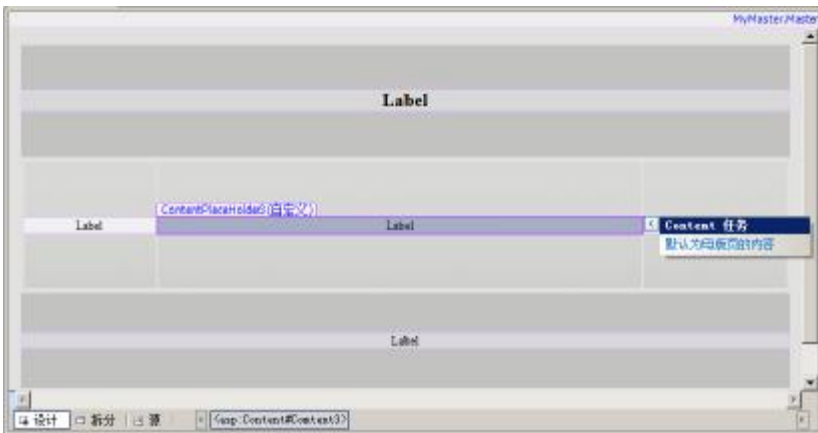 MyMaster.Master
Label
ContentPlaceHolder3(自定义)
Label
Label
Content 任务
默认为母版页的内容
Label
设计 拆分 源 <asp:Content#Content3>